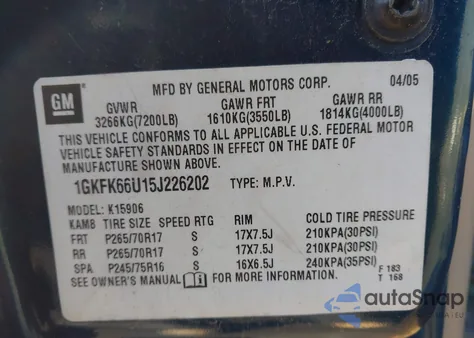 MFD BY GENERAL MOTORS CORP. 04/05
GM
GVWR GAWR FRT GAWR RR
3266KG(7200LB) 1610KG(3550LB) 1814KG(4000LB)
THIS VEHICLE CONFORMS TO ALL APPLICABLE U.S. FEDERAL MOTOR
VEHICLE SAFETY STANDARDS IN EFFECT ON THE DATE OF
MANUFACTURE SHOWN ABOVE.
1GKFK66U15J226202 TYPE: M.P.V.
MODEL: K15906
KAMB TIRE SIZE SPEED RTG RIM COLD TIRE PRESSURE
FRT P265/70R17 S 17X7.5J 210KPA(30PSI)
RR P265/70R17 S 17X7.5J 210KPA(30PSI)
SPA P245/75R16 S 16X6.5J 240KPA(35PSI)
SEE OWNER'S MANUAL FOR MORE INFORMATION. F 183
T 168
autoSnap